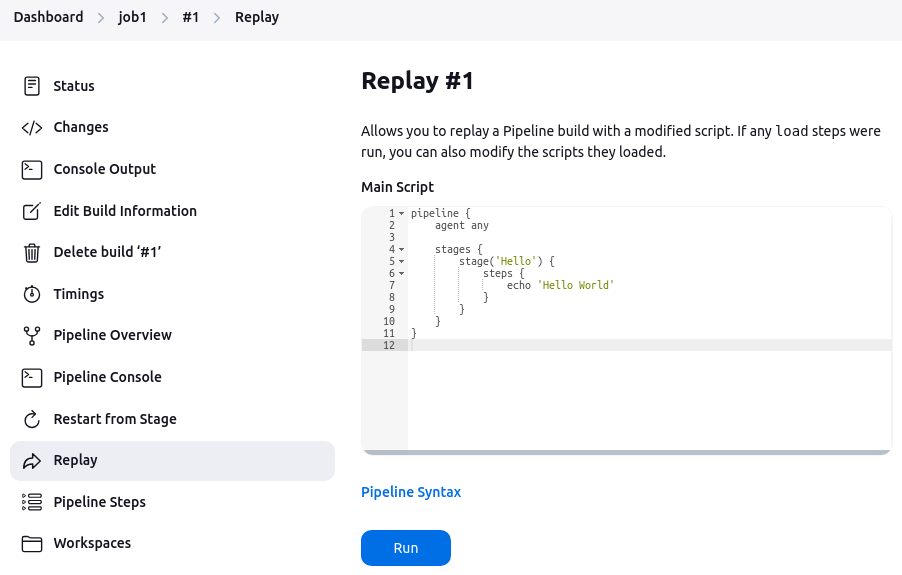 Dashboard > job1 > #1 > Replay
Status
Changes
Console Output
Edit Build Information
Delete build ‘#1’
Timings
Pipeline Overview
Pipeline Console
Restart from Stage
Replay
Pipeline Steps
Workspaces
Replay #1
Allows you to replay a Pipeline build with a modified script. If any load steps were
run, you can also modify the scripts they loaded.
Main Script
1 pipeline {
2     agent any
3
4     stages {
5         stage('Hello') {
6             steps {
7                 echo 'Hello World'
8             }
9         }
10     }
11 }
12
Pipeline Syntax
Run